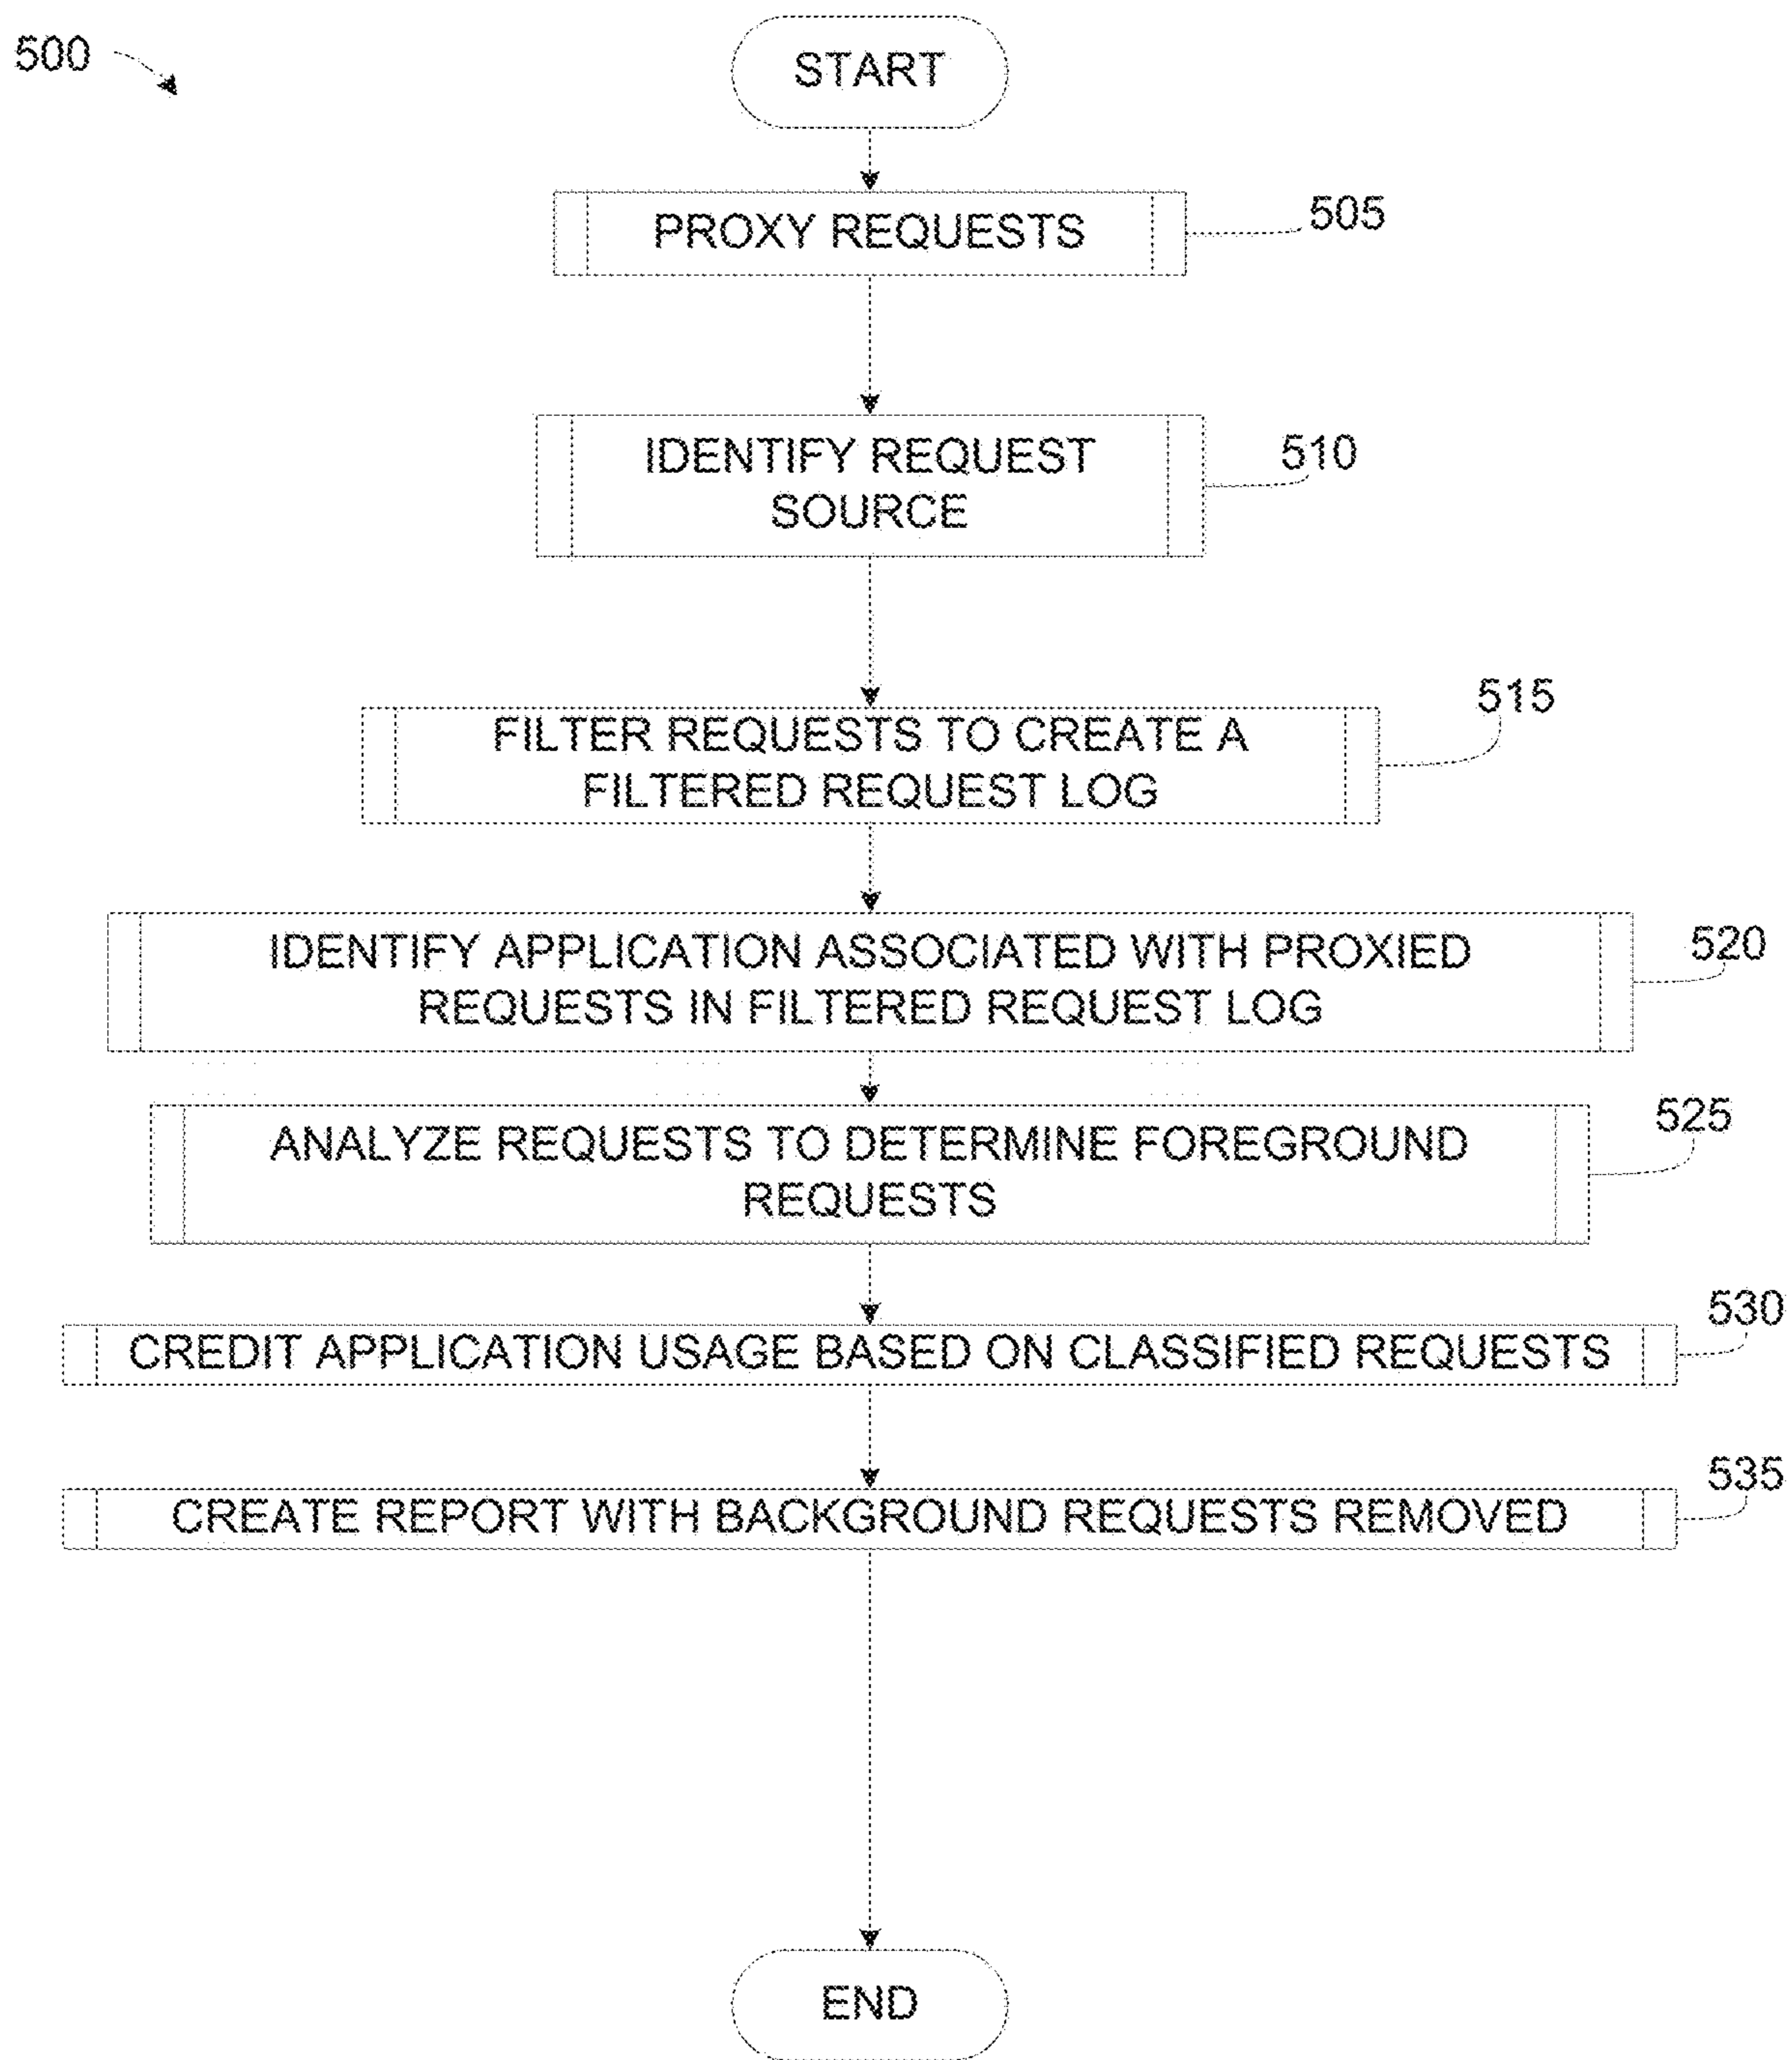 500
START
PROXY REQUESTS
505
IDENTIFY REQUEST
SOURCE
510
FILTER REQUESTS TO CREATE A
FILTERED REQUEST LOG
515
IDENTIFY APPLICATION ASSOCIATED WITH PROXIED
REQUESTS IN FILTERED REQUEST LOG
520
ANALYZE REQUESTS TO DETERMINE FOREGROUND
REQUESTS
525
CREDIT APPLICATION USAGE BASED ON CLASSIFIED REQUESTS
530
CREATE REPORT WITH BACKGROUND REQUESTS REMOVED
535
END